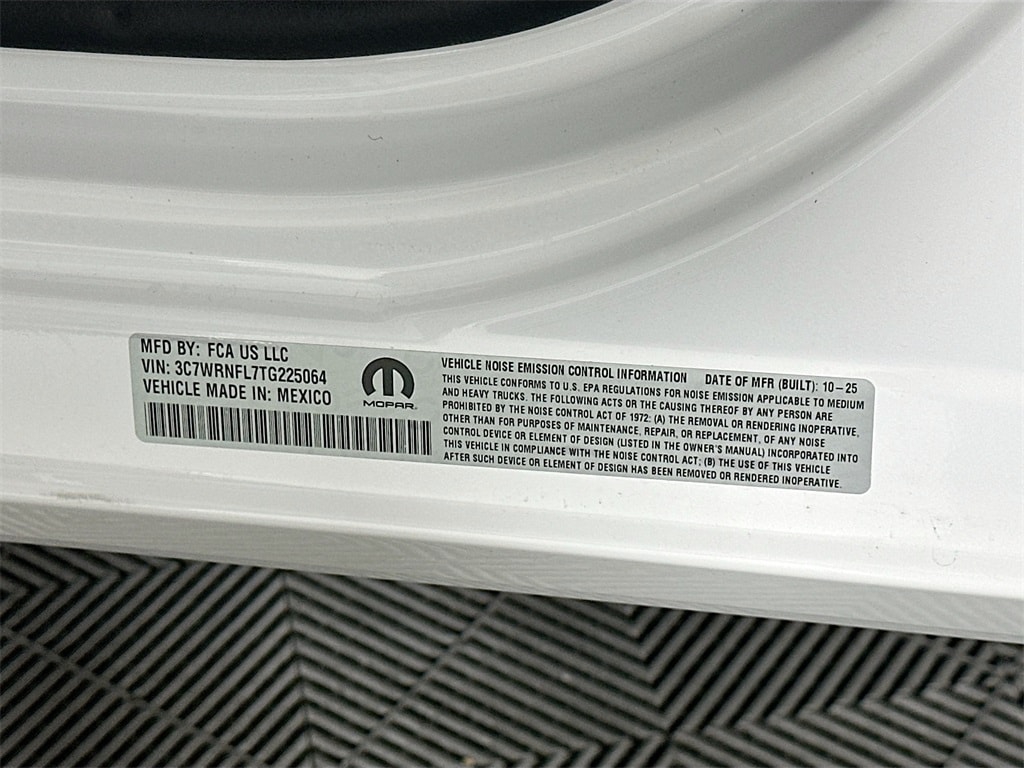 MFD BY: FCA US LLC
VIN: 3C7WRNFL7TG225064
VEHICLE MADE IN: MEXICO
MOPAR
VEHICLE NOISE EMISSION CONTROL INFORMATION DATE OF MFR (BUILT): 10-25
THIS VEHICLE CONFORMS TO U.S. EPA REGULATIONS FOR NOISE EMISSION APPLICABLE TO MEDIUM
AND HEAVY TRUCKS. THE FOLLOWING ACTS OR THE CAUSING THEREOF BY ANY PERSON ARE
PROHIBITED BY THE NOISE CONTROL ACT OF 1972: (A) THE REMOVAL OR RENDERING INOPERATIVE,
OTHER THAN FOR PURPOSES OF MAINTENANCE, REPAIR, OR REPLACEMENT, OF ANY NOISE
CONTROL DEVICE OR ELEMENT OF DESIGN (LISTED IN THE OWNER'S MANUAL) INCORPORATED INTO
THIS VEHICLE IN COMPLIANCE WITH THE NOISE CONTROL ACT; (B) THE USE OF THIS VEHICLE
AFTER SUCH DEVICE OR ELEMENT OF DESIGN HAS BEEN REMOVED OR RENDERED INOPERATIVE.